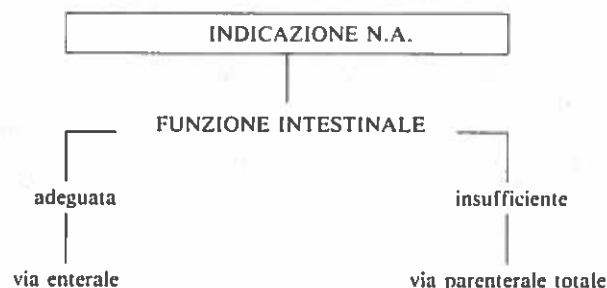 INDICAZIONE N.A.
FUNZIONE INTESTINALE
adeguata
insufficiente
via enterale
via parenterale totale